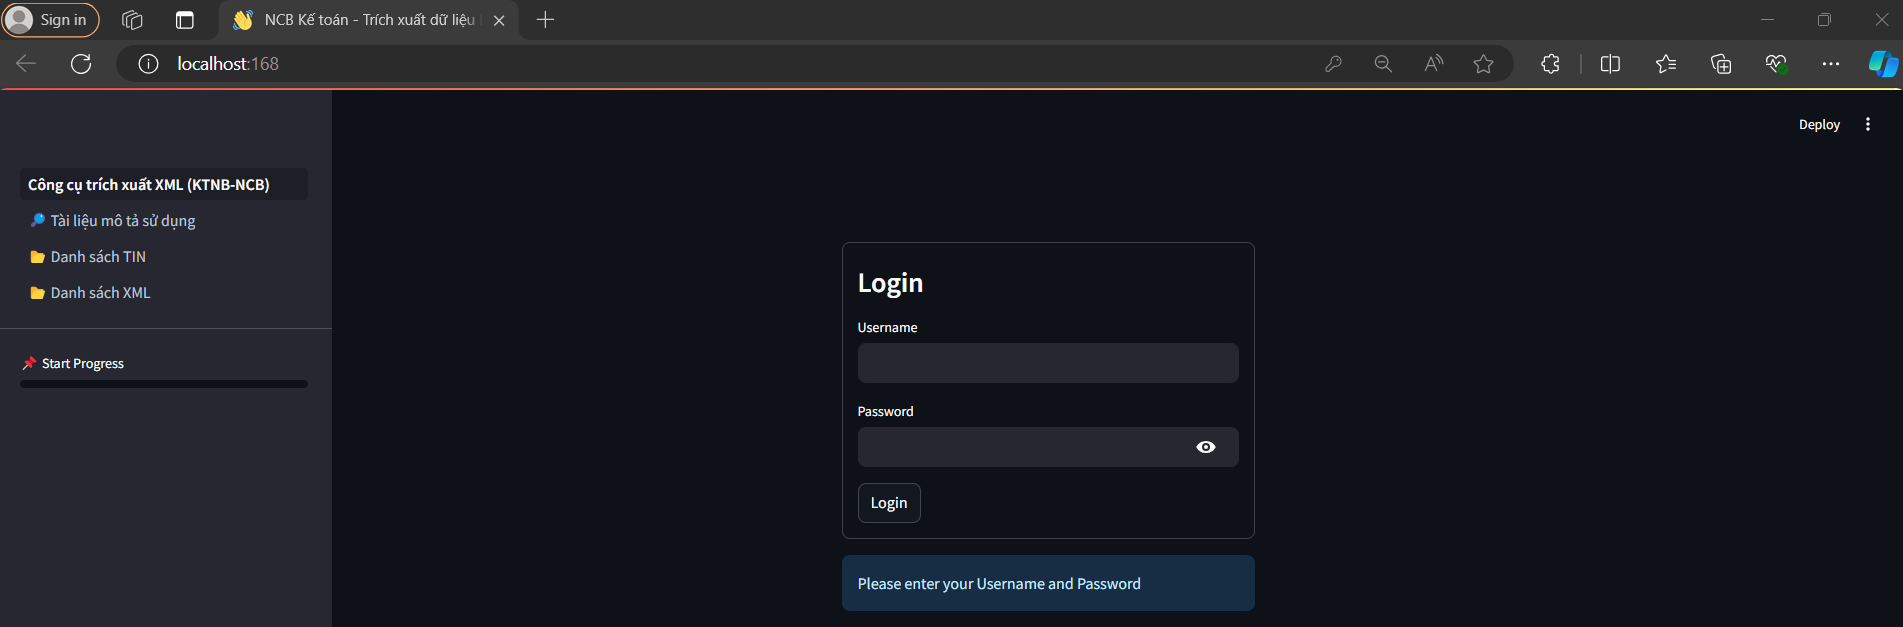 Sign in
NCB Kế toán - Trích xuất dữ liệu
localhost:168
Deploy
Công cụ trích xuất XML (KTNB-NCB)
Tài liệu mô tả sử dụng
Danh sách TIN
Danh sách XML
Start Progress
Login
Username
Password
Login
Please enter your Username and Password